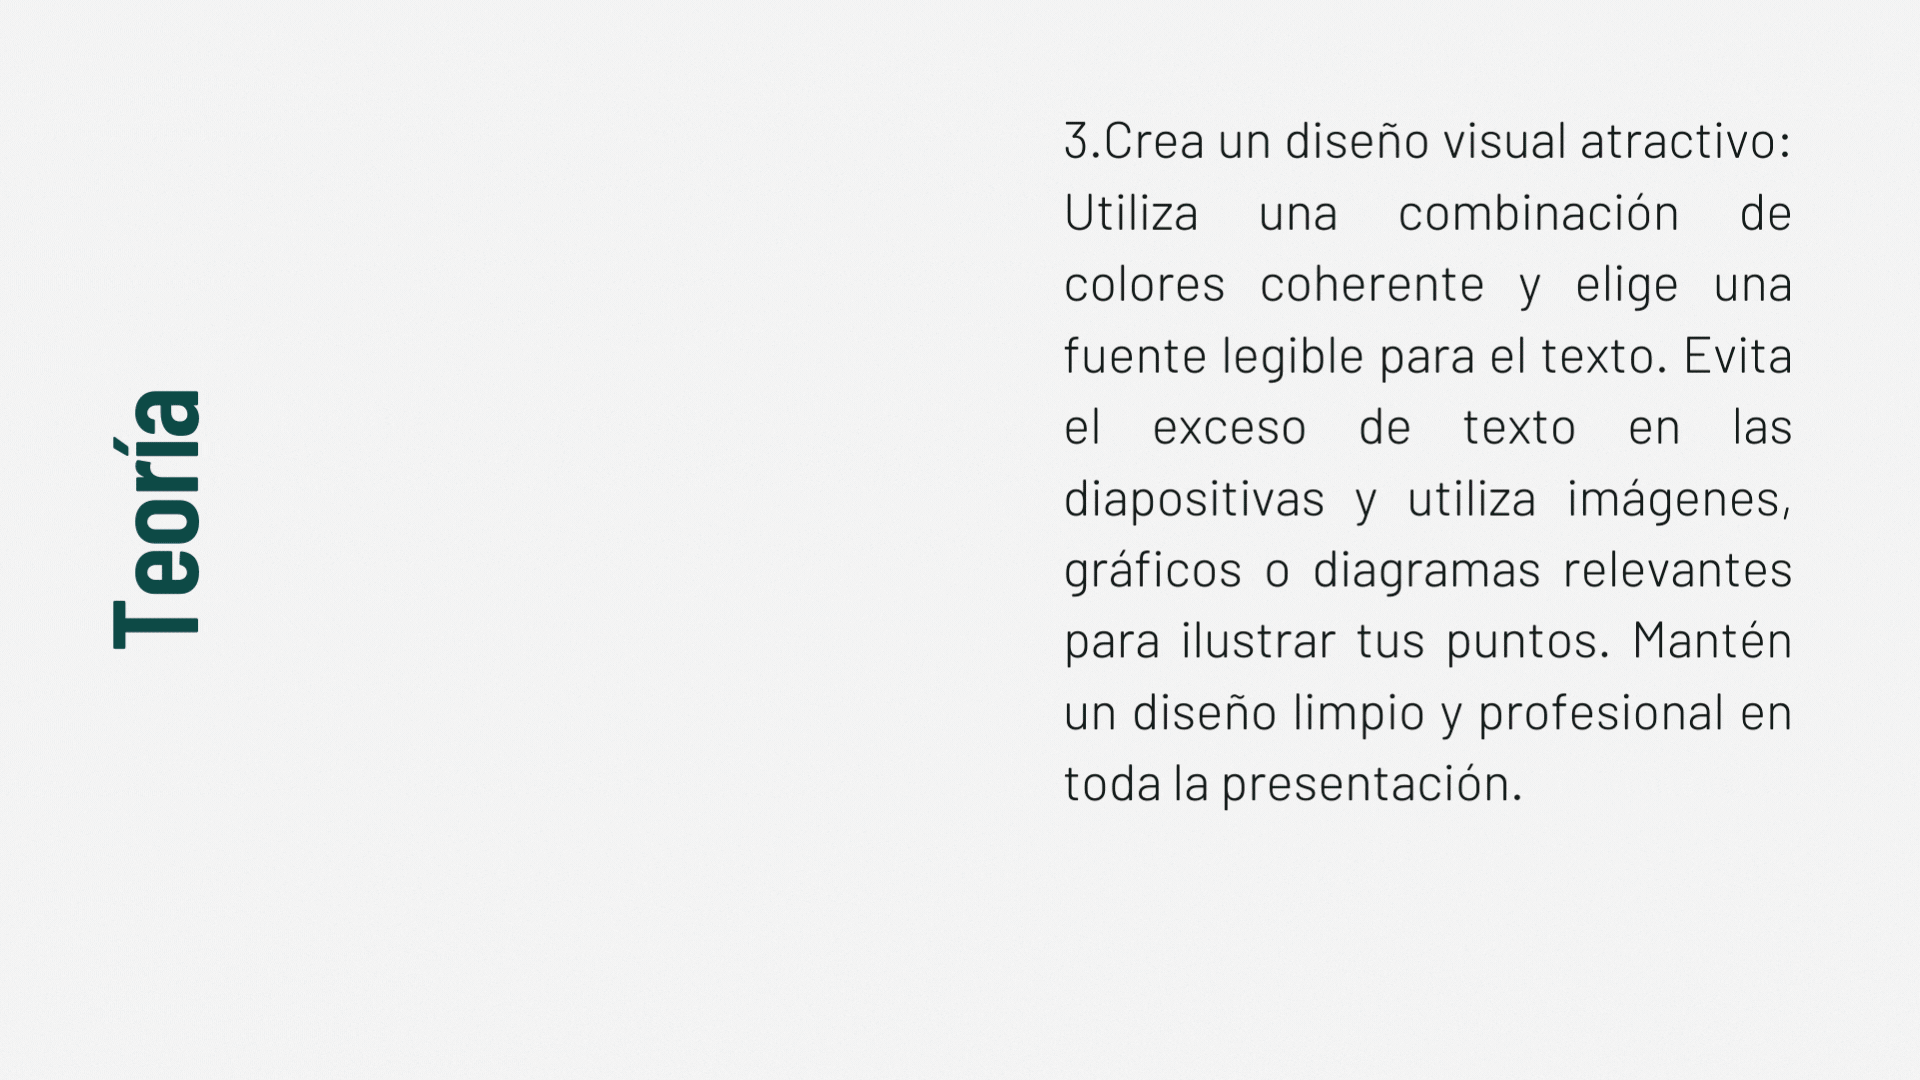 Teoría
3.Crea un diseño visual atractivo:
Utiliza una combinación de
colores coherente y elige una
fuente legible para el texto. Evita
el exceso de texto en las
diapositivas y utiliza imágenes,
gráficos o diagramas relevantes
para ilustrar tus puntos. Mantén
un diseño limpio y profesional en
toda la presentación.